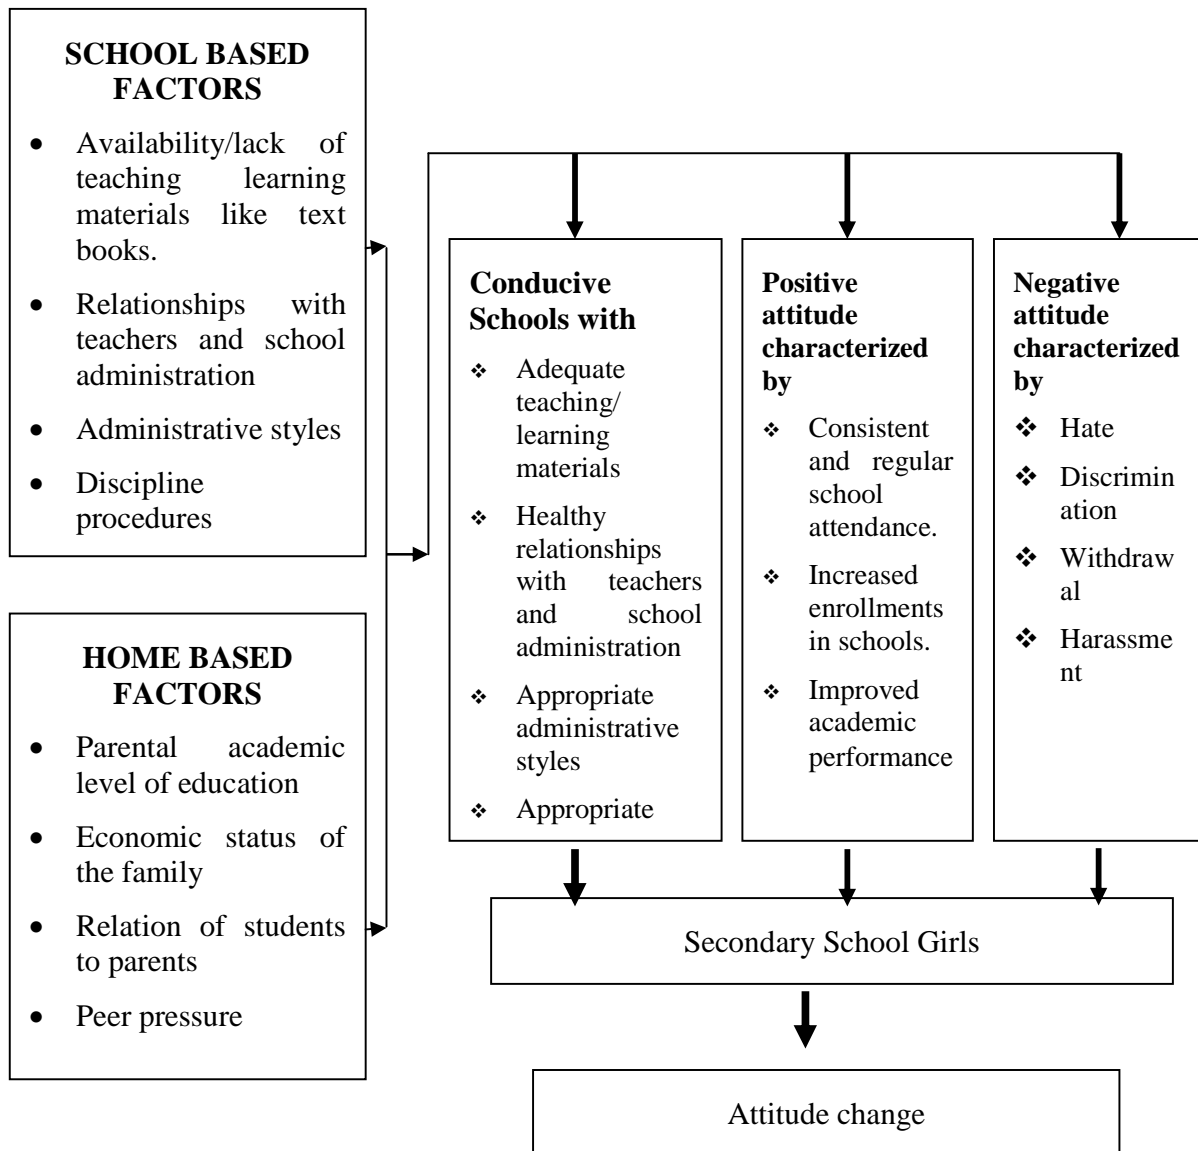 SCHOOL BASED
FACTORS
• Availability/lack of
teaching learning
materials like text
books.
• Relationships with
teachers and school
administration
• Administrative styles
• Discipline
procedures
HOME BASED
FACTORS
• Parental academic
level of education
• Economic status of
the family
• Relation of students
to parents
• Peer pressure
Conducive
Schools with
❖ Adequate
teaching/
learning
materials
❖ Healthy
relationships
with teachers
and school
administration
❖ Appropriate
administrative
styles
❖ Appropriate
Positive
attitude
characterized
by
❖ Consistent
and regular
school
attendance.
❖ Increased
enrollments
in schools.
❖ Improved
academic
performance
Negative
attitude
characterized
by
❖ Hate
❖ Discrimin
ation
❖ Withdraw
al
❖ Harassme
nt
Secondary School Girls
Attitude change